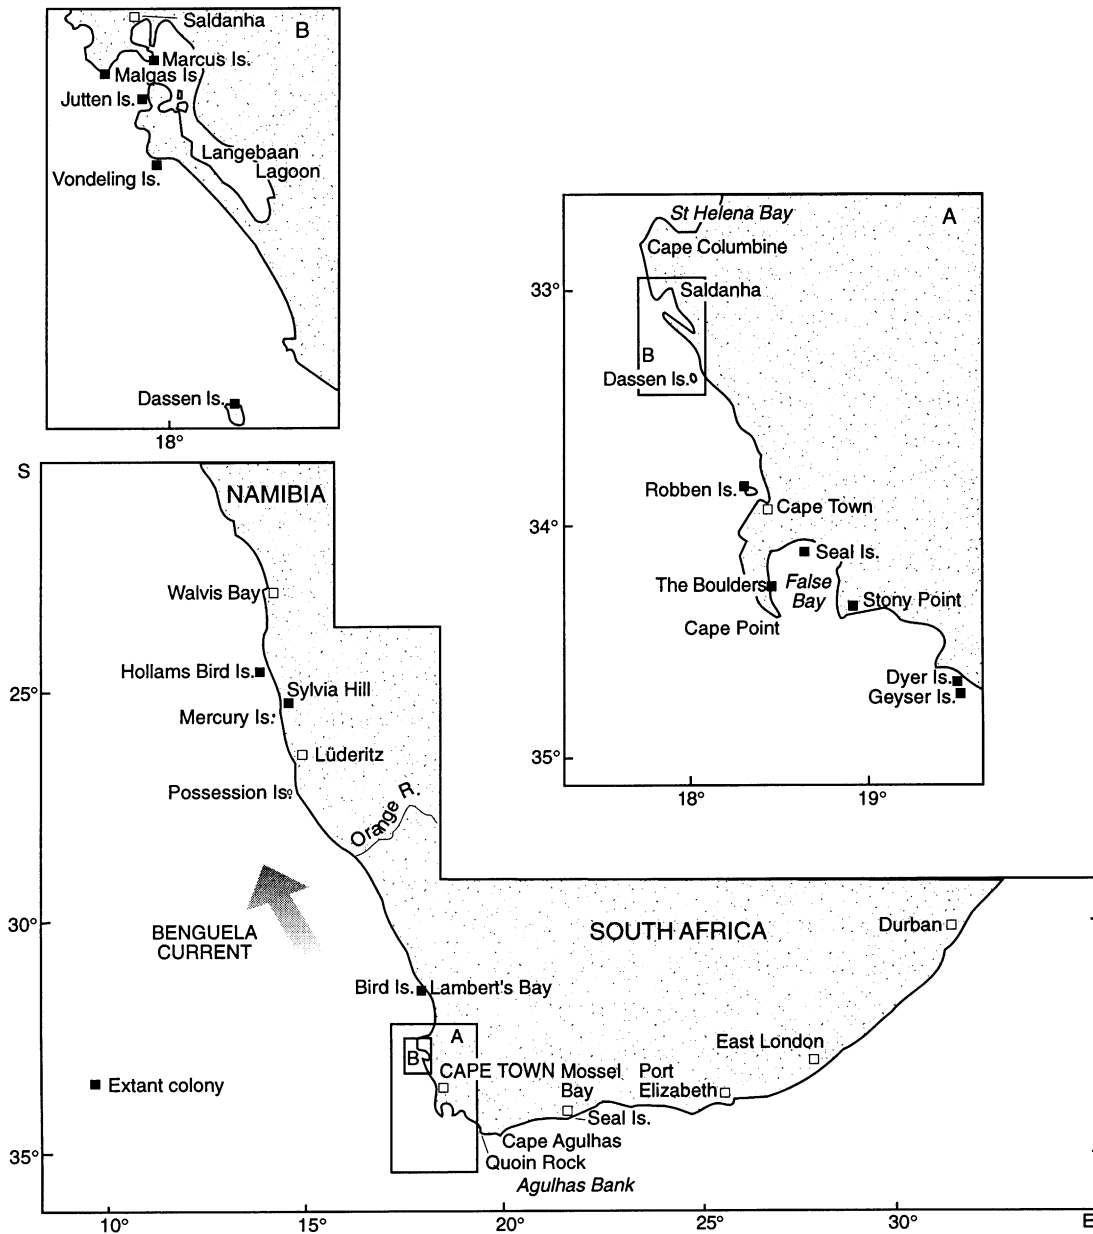 Saldanha
B
Marcus Is.
Malgas Is.
Jutten Is.
Langebaan
Lagoon
Vondeling Is.
Dassen Is.
18°
St Helena Bay
A
Cape Columbine
33°
Saldanha
B
Dassen Is.
Robben Is.
Cape Town
34°
Seal Is.
The Boulders
False
Bay
Stony Point
Cape Point
Dyer Is.
Geyser Is.
35°
18°
19°
S
NAMIBIA
Walvis Bay
Hollams Bird Is.
Sylvia Hill
25°
Mercury Is.
Lüderitz
Possession Is.
Orange R.
30°
BENGUELA
CURRENT
SOUTH AFRICA
Durban
Bird Is.
Lambert's Bay
A
B
East London
CAPE TOWN
Mossel
Bay
Port
Elizabeth
Extant colony
Seal Is.
Cape Agulhas
35°
Quoin Rock
Agulhas Bank
10°
15°
20°
25°
30°
E